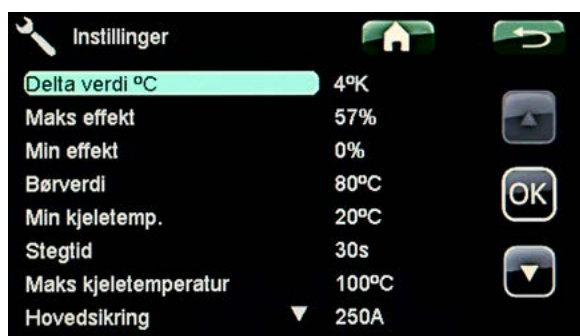 Instillinger
Delta verdi ºC 4ºK
Maks effekt 57%
Min effekt 0%
Børverdi 80ºC
OK
Min kjeletemp. 20ºC
Stegtid 30s
Maks kjeletemperatur 100ºC
Hovedsikring 250A